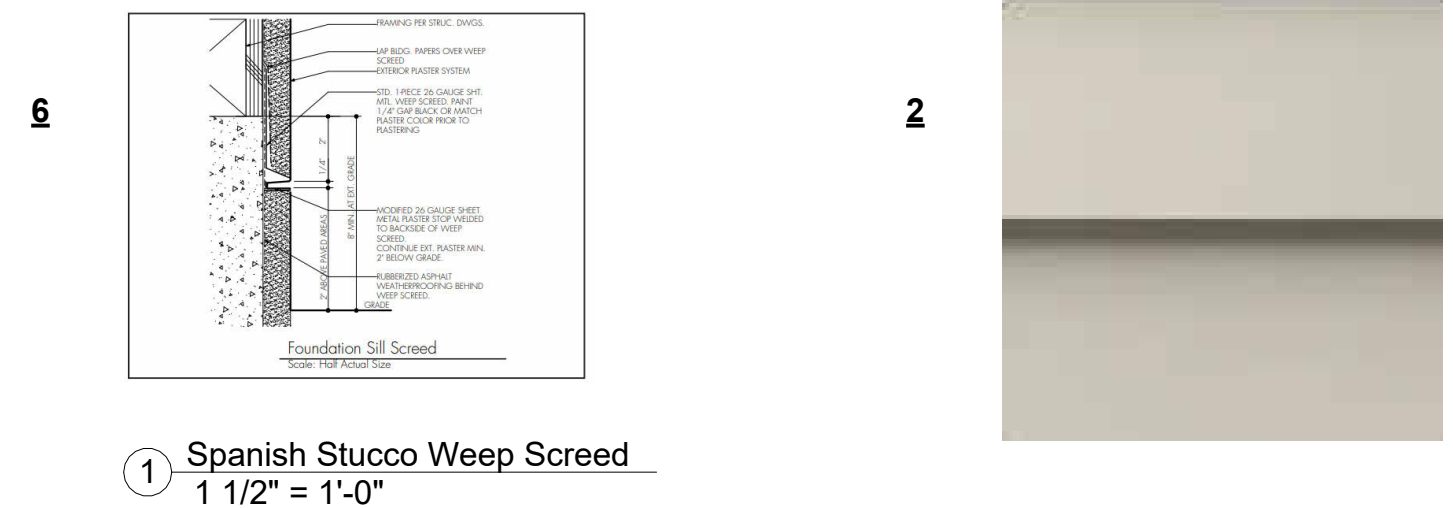 FRAMING PER STRUC. DWGS.
LAP BLDG. PAPERS OVER WEEP
SCREED
EXTERIOR PLASTER SYSTEM
STD. 1-PIECE 26 GAUGE SHT.
MTL. WEEP SCREED. PAINT
1/4" GAP BLACK OR MATCH
PLASTER COLOR PRIOR TO
PLASTERING
6
2
2"
1/4"
8" MIN. AT EXT. GRADE
2" ABOVE PAVED AREAS
MODIFIED 26 GAUGE SHEET
METAL PLASTER STOP WELDED
TO BACKSIDE OF WEEP
SCREED.
CONTINUE EXT. PLASTER MIN.
2" BELOW GRADE.
RUBBERIZED ASPHALT
WEATHERPROOFING BEHIND
WEEP SCREED.
GRADE
Foundation Sill Screed
Scale: Half Actual Size
1 Spanish Stucco Weep Screed
1 1/2" = 1'-0"